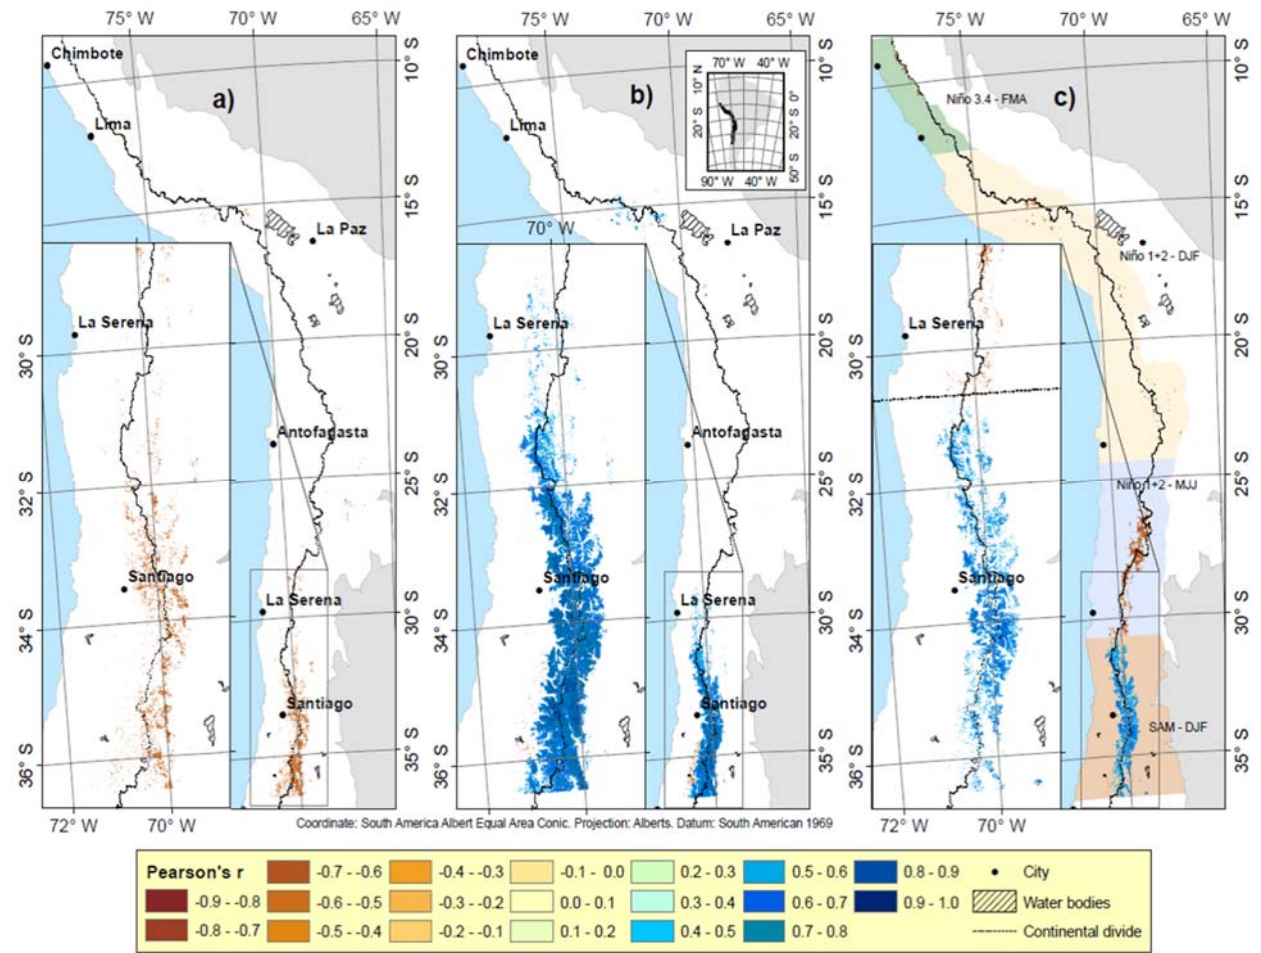 75° W 70° W 65° W 75° W 70° W 65° W 75° W 70° W 65° W
Chimbote
Lima
a)
La Paz
La Serena
Antofagasta
Santiago
La Serena
Santiago
30° S
32° S
34° S
36° S
10° S
15° S
20° S
25° S
30° S
35° S
72° W 70° W
Chimbote
Lima
b)
70° W 40° W
10° N
20° S
0°
20° S
50° S
90° W 40° W
La Paz
70° W
La Serena
Antofagasta
Santiago
La Serena
Santiago
30° S
32° S
34° S
36° S
10° S
15° S
20° S
25° S
30° S
35° S
c)
Niño 3.4 - FMA
Niño 1+2 - DJF
La Serena
Niño 1+2 - MJJ
Santiago
SAM - DJF
30° S
32° S
34° S
36° S
10° S
15° S
20° S
25° S
30° S
35° S
72° W 70° W
Coordinate: South America Albert Equal Area Conic. Projection: Alberts. Datum: South American 1969
Pearson's r
-0.9 - -0.8
-0.8 - -0.7
-0.7 - -0.6
-0.6 - -0.5
-0.5 - -0.4
-0.4 - -0.3
-0.3 - -0.2
-0.2 - -0.1
-0.1 - 0.0
0.0 - 0.1
0.1 - 0.2
0.2 - 0.3
0.3 - 0.4
0.4 - 0.5
0.5 - 0.6
0.6 - 0.7
0.7 - 0.8
0.8 - 0.9
0.9 - 1.0
City
Water bodies
Continental divide